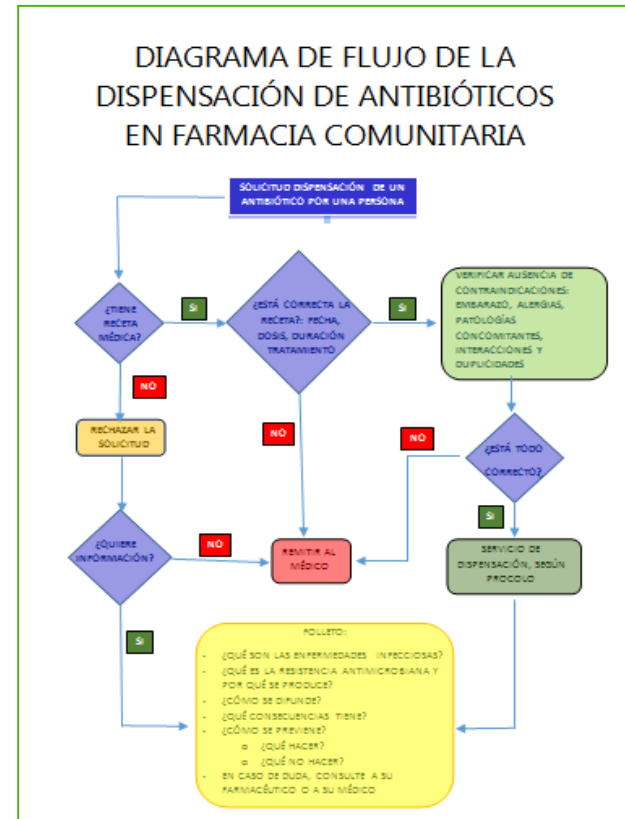 DIAGRAMA DE FLUJO DE LA
DISPENSACIÓN DE ANTIBIÓTICOS
EN FARMACIA COMUNITARIA
SOLICITUD DISPENSACIÓN DE UN
ANTIBIÓTICO POR UNA PERSONA
¿TIENE
RECETA
MÉDICA?
SI
¿ESTÁ CORRECTA LA
RECETA?: FECHA,
DOSIS, DURACIÓN
TRATAMIENTO
SI
VERIFICAR AUSENCIA DE
CONTRAINDICACIONES:
EMBARAZO, ALERGIAS,
PATOLOGÍAS
CONCOMITANTES,
INTERACCIONES Y
DUPLICIDADES
NO
RECHAZAR LA
SOLICITUD
NO
NO
¿ESTÁ TODO
CORRECTO?
SI
¿QUIERE
INFORMACIÓN?
NO
REMITIR AL
MÉDICO
SERVICIO DE
DISPENSACIÓN, SEGÚN
PROCOLO
SI
FOLLETO:
- ¿QUÉ SON LAS ENFERMEDADES INFECCIOSAS?
- ¿QUÉ ES LA RESISTENCIA ANTIMICROBIANA Y
POR QUÉ SE PRODUCE?
- ¿CÓMO SE DIFUNDE?
- ¿QUÉ CONSECUENCIAS TIENE?
- ¿CÓMO SE PREVIENE?
o ¿QUÉ HACER?
o ¿QUÉ NO HACER?
- EN CASO DE DUDA, CONSULTE A SU
FARMACÉUTICO O A SU MÉDICO